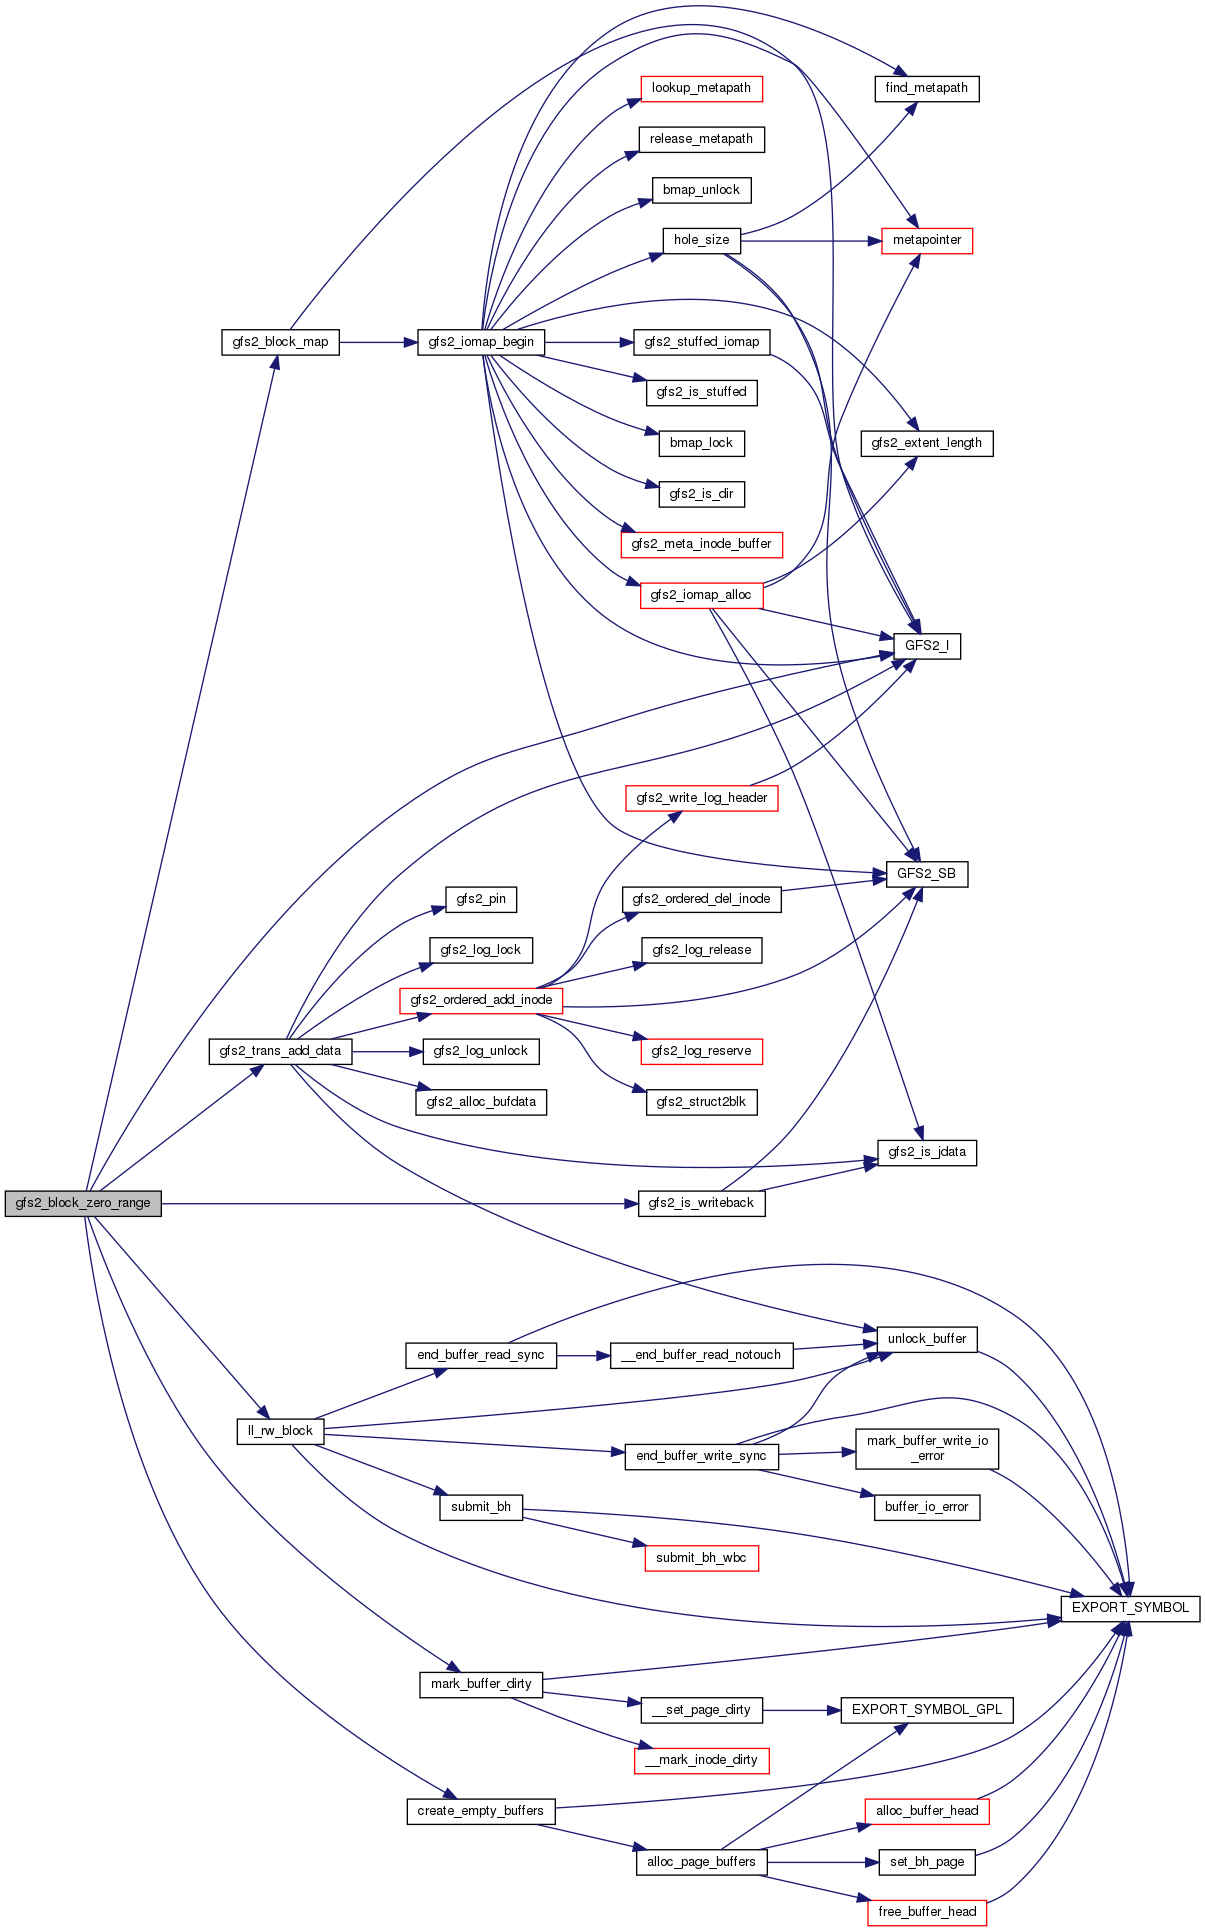 find_metapath
lookup_metapath
release_metapath
bmap_unlock
hole_size
metapointer
gfs2_block_map
gfs2_iomap_begin
gfs2_stuffed_iomap
gfs2_is_stuffed
bmap_lock
gfs2_extent_length
gfs2_is_dir
gfs2_meta_inode_buffer
gfs2_iomap_alloc
GFS2_I
gfs2_write_log_header
GFS2_SB
gfs2_pin
gfs2_ordered_del_inode
gfs2_log_lock
gfs2_log_release
gfs2_ordered_add_inode
gfs2_trans_add_data
gfs2_log_unlock
gfs2_log_reserve
gfs2_alloc_bufdata
gfs2_struct2blk
gfs2_is_jdata
gfs2_block_zero_range
gfs2_is_writeback
unlock_buffer
end_buffer_read_sync
__end_buffer_read_notouch
ll_rw_block
end_buffer_write_sync
mark_buffer_write_io
_error
submit_bh
buffer_io_error
submit_bh_wbc
EXPORT_SYMBOL
mark_buffer_dirty
__set_page_dirty
EXPORT_SYMBOL_GPL
__mark_inode_dirty
create_empty_buffers
alloc_buffer_head
alloc_page_buffers
set_bh_page
free_buffer_head